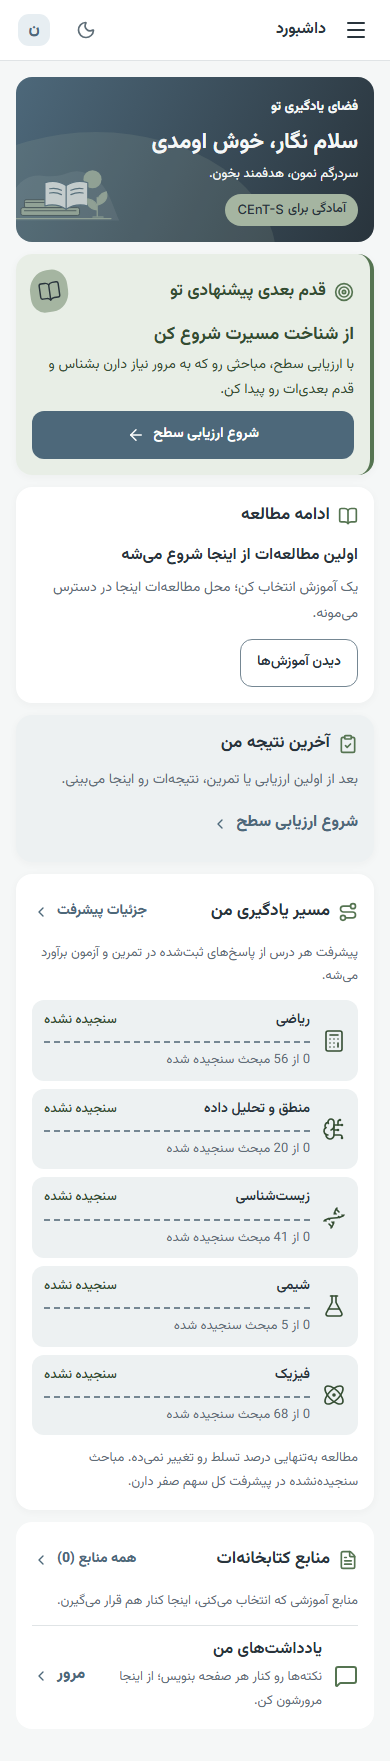 داشبورد
ن
فضای یادگیری تو
سلام نگار، خوش اومدی
سردرگم نمون، هدفمند بخون.
آمادگی برای CEnT-S
قدم بعدی پیشنهادی تو
از شناخت مسیرت شروع کن
با ارزیابی سطح، مباحثی رو که به مرور نیاز دارن بشناس و
قدم بعدی‌ات رو پیدا کن.
شروع ارزیابی سطح
ادامه مطالعه
اولین مطالعه‌ات از اینجا شروع می‌شه
یک آموزش انتخاب کن؛ محل مطالعه‌ات اینجا در دسترس
می‌مونه.
دیدن آموزش‌ها
آخرین نتیجه من
بعد از اولین ارزیابی یا تمرین، نتیجه‌ات رو اینجا می‌بینی.
شروع ارزیابی سطح
مسیر یادگیری من
جزئیات پیشرفت
پیشرفت هر درس از پاسخ‌های ثبت‌شده در تمرین و آزمون برآورد
می‌شه.
ریاضی
سنجیده نشده
0 از 56 مبحث سنجیده شده
منطق و تحلیل داده
سنجیده نشده
0 از 20 مبحث سنجیده شده
زیست‌شناسی
سنجیده نشده
0 از 41 مبحث سنجیده شده
شیمی
سنجیده نشده
0 از 5 مبحث سنجیده شده
فیزیک
سنجیده نشده
0 از 68 مبحث سنجیده شده
مطالعه به‌تنهایی درصد تسلط رو تغییر نمی‌ده. مباحث
سنجیده‌نشده در پیشرفت کل سهم صفر دارن.
منابع کتابخانه‌ات
همه منابع (0)
منابع آموزشی که انتخاب می‌کنی، اینجا کنار هم قرار می‌گیرن.
یادداشت‌های من
نکته‌ها رو کنار هر صفحه بنویس؛ از اینجا
مرورشون کن.
مرور